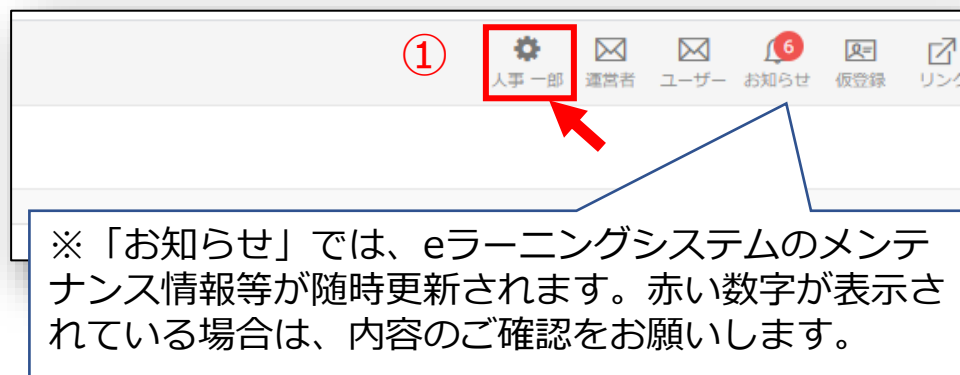 ①
人事 一郎 運営者 ユーザー お知らせ 6 仮登録 リンク
※「お知らせ」では、eラーニングシステムのメンテ
ナンス情報等が随時更新されます。赤い数字が表示さ
れている場合は、内容のご確認をお願いします。